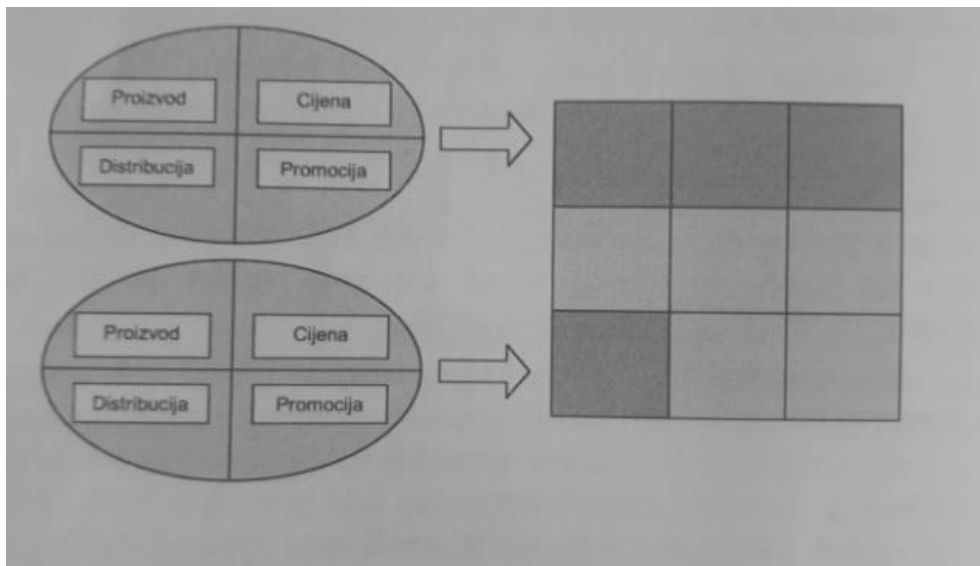 Proizvod
Cijena
Distribucija
Promocija
Proizvod
Cijena
Distribucija
Promocija